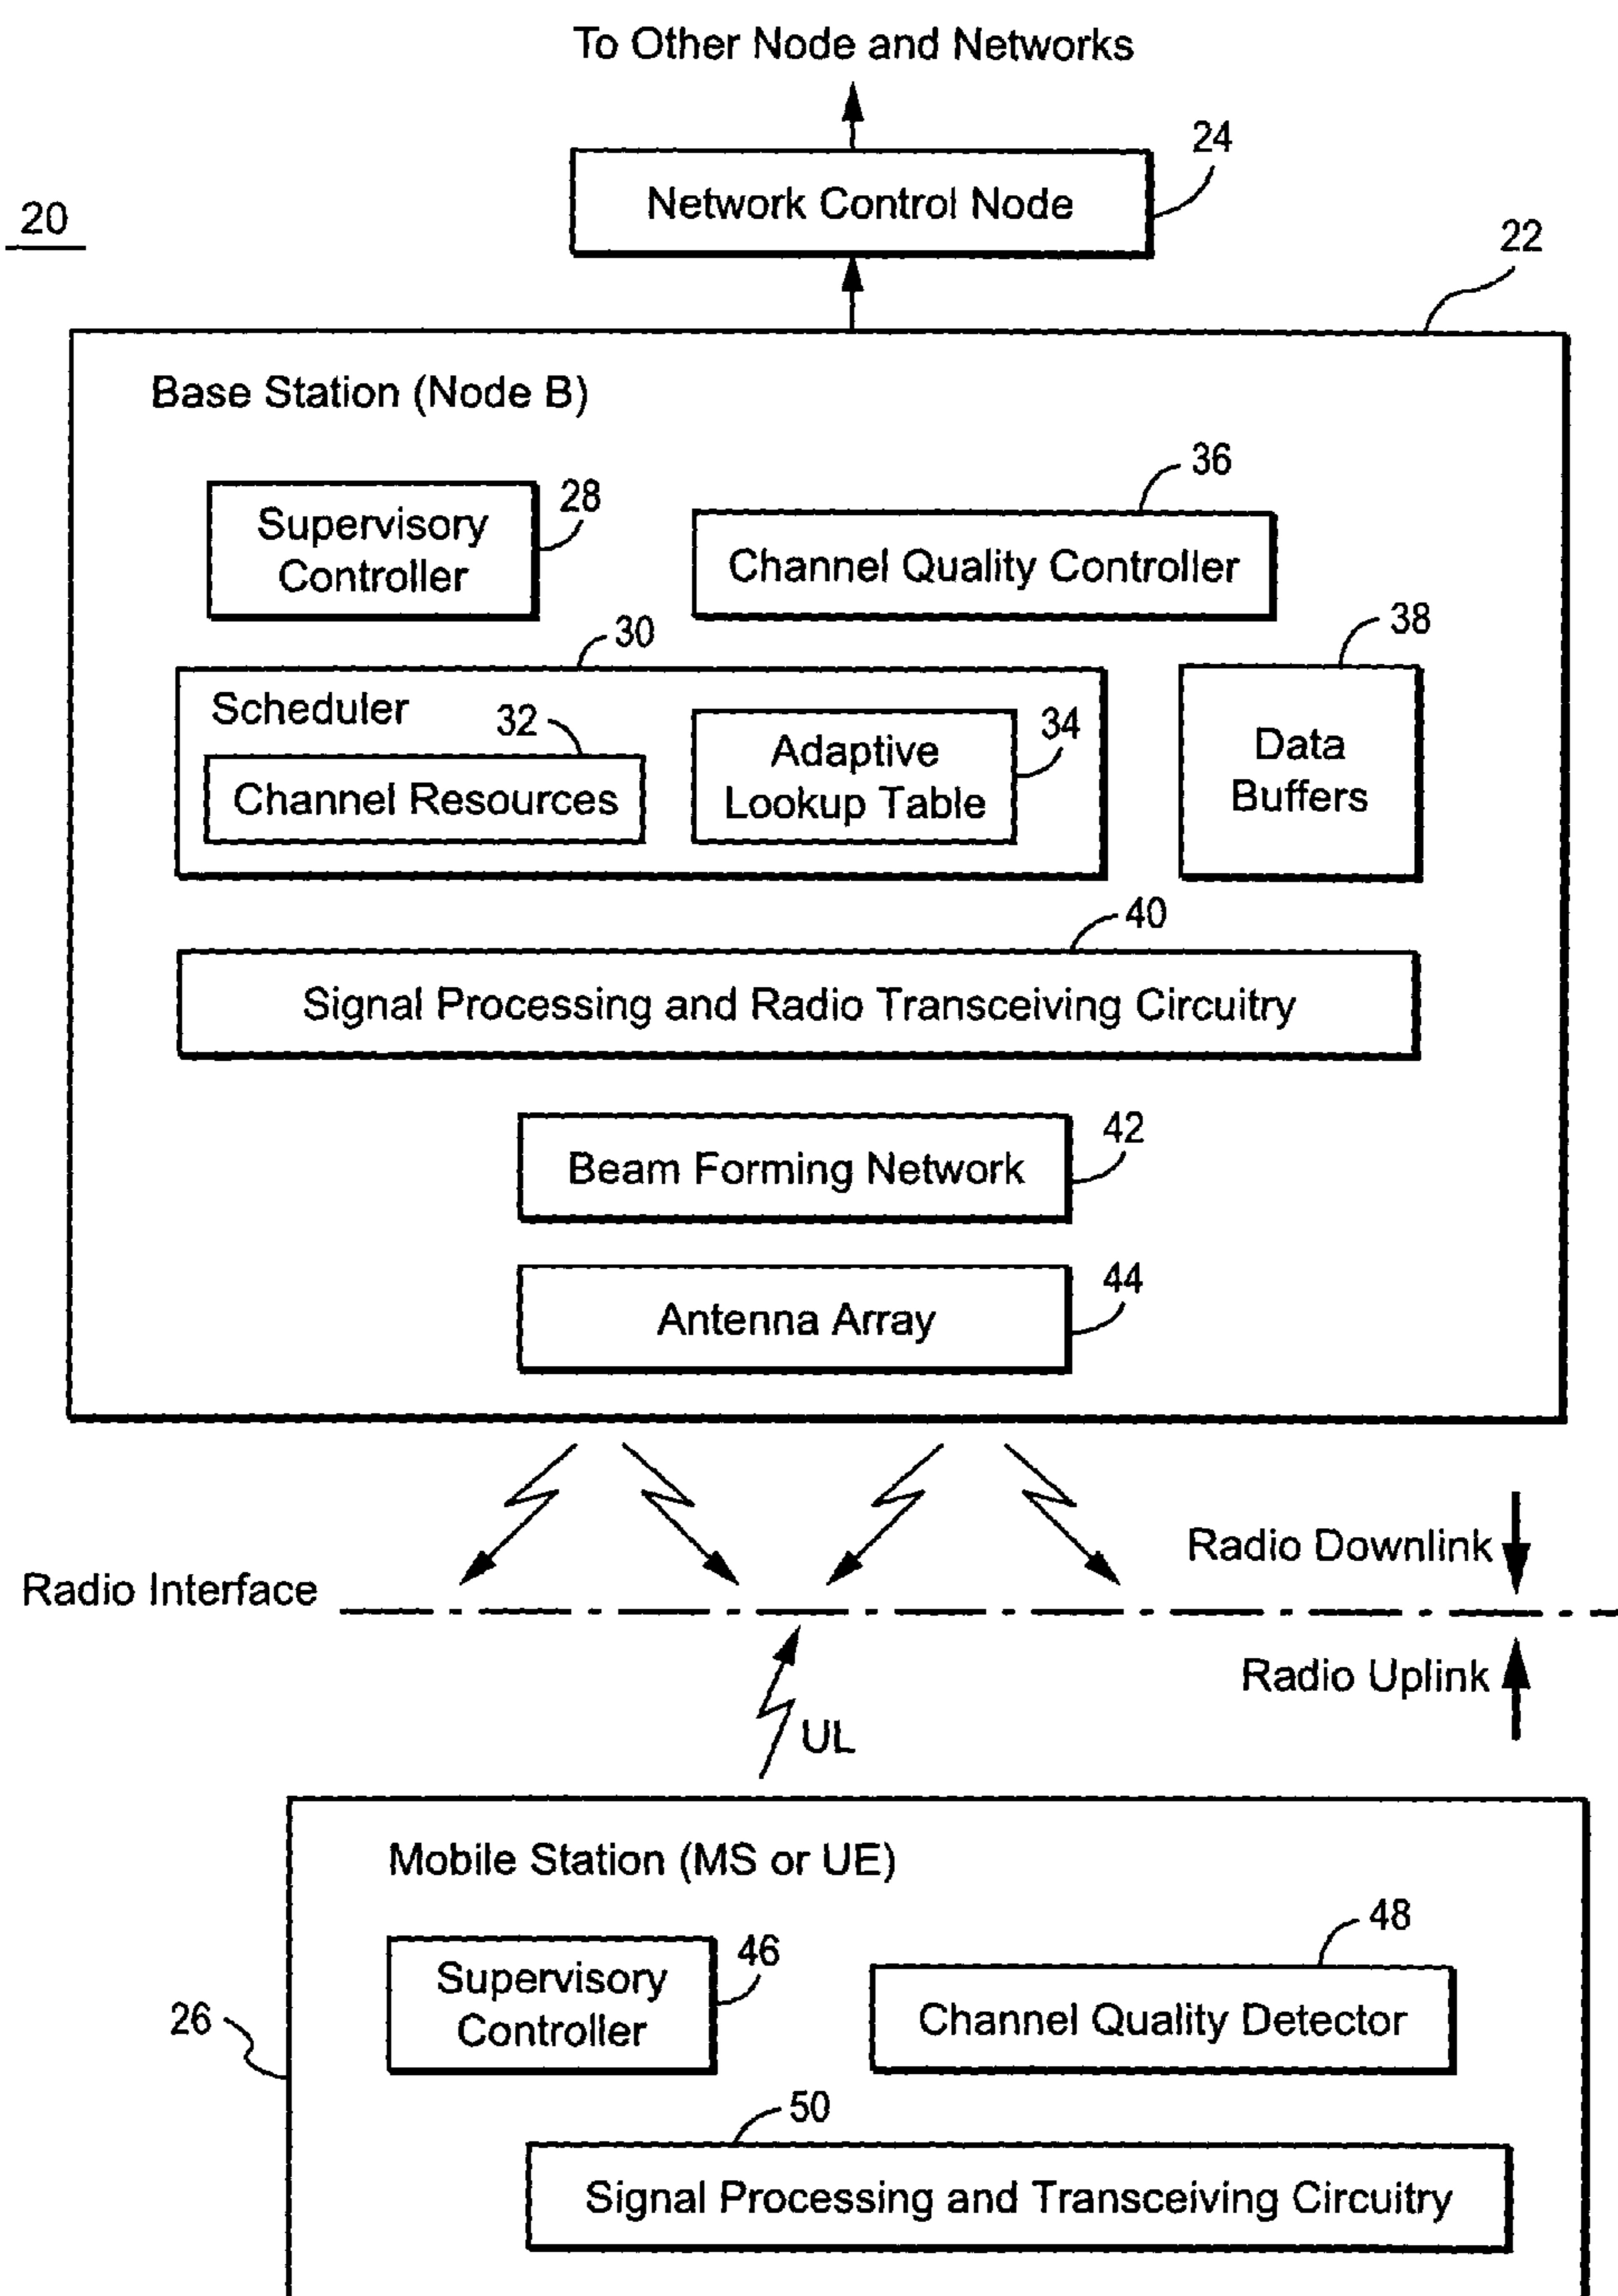 To Other Node and Networks
24
Network Control Node
20
22
Base Station (Node B)
36
28
Supervisory
Controller
Channel Quality Controller
30
38
Scheduler
32
34
Channel Resources
Adaptive
Lookup Table
Data
Buffers
40
Signal Processing and Radio Transceiving Circuitry
42
Beam Forming Network
44
Antenna Array
Radio Downlink
Radio Interface
Radio Uplink
UL
Mobile Station (MS or UE)
48
46
Supervisory
Controller
Channel Quality Detector
26
50
Signal Processing and Transceiving Circuitry